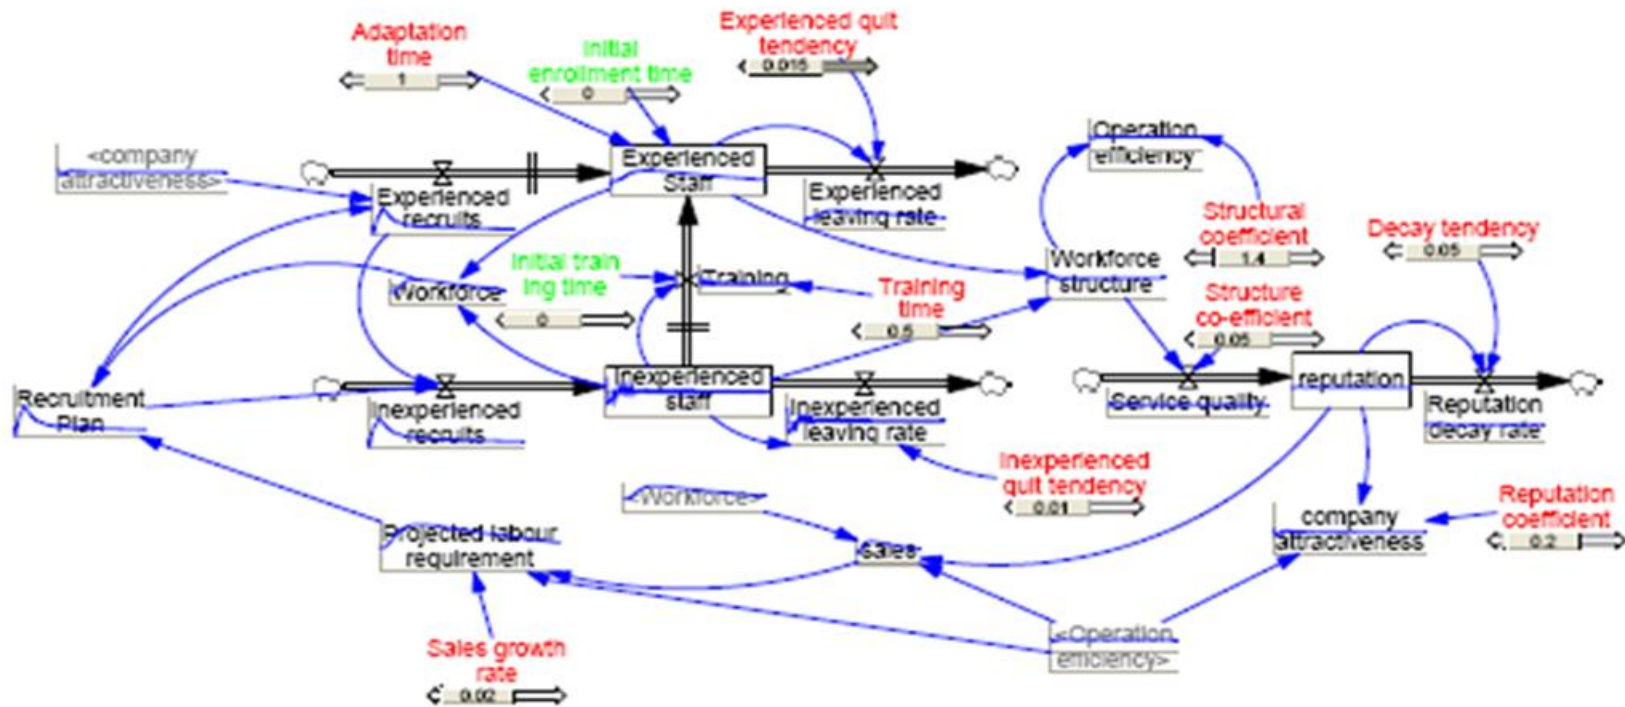 Adaptation
time
1
Initial
enrollment time
0
Experienced quit
tendency
0.015
<company
attractiveness>
Experienced
recruits
Experienced
Staff
Experienced
leaving rate
Operation
efficiency
Structural
coefficient
1.4
Decay tendency
0.05
Initial train
ing time
0
Training
Workforce
Training
time
0.5
Workforce
structure
Structure
co-efficient
0.05
Recruitment
Plan
Inexperienced
recruits
Inexperienced
staff
Inexperienced
leaving rate
Service quality
reputation
Reputation
decay rate
Inexperienced
quit tendency
0.01
<Workforce>
Projected labour
requirement
sales
company
attractiveness
Reputation
coefficient
0.2
<Operation
efficiency>
Sales growth
rate
0.02